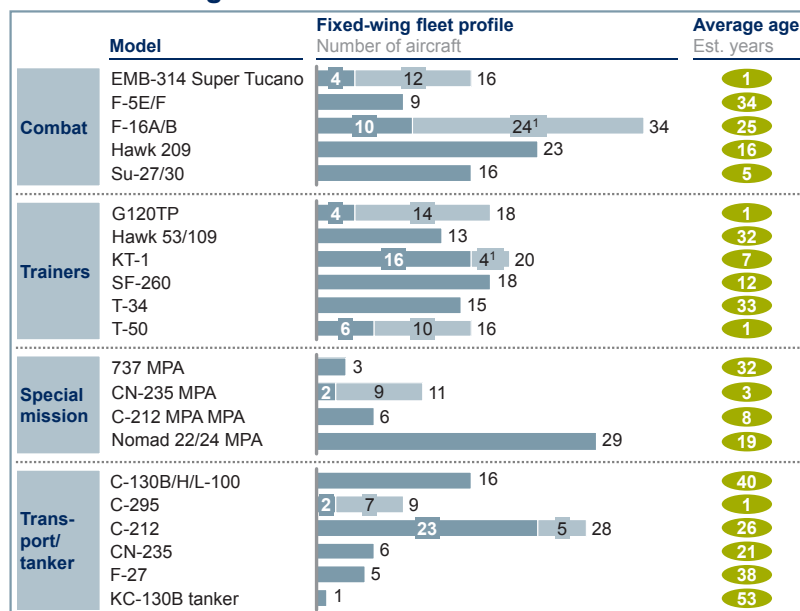 Fixed-wing fleet profile Average age
Model Number of aircraft Est. years
Combat
EMB-314 Super Tucano 4 12 16 1
F-5E/F 9 34
F-16A/B 10 24¹ 34 25
Hawk 209 23 16
Su-27/30 16 5
Trainers
G120TP 4 14 18 1
Hawk 53/109 13 32
KT-1 16 4¹ 20 7
SF-260 18 12
T-34 15 33
T-50 6 10 16 1
Special
mission
737 MPA 3 32
CN-235 MPA 2 9 11 3
C-212 MPA MPA 6 8
Nomad 22/24 MPA 29 19
Trans-
port/
tanker
C-130B/H/L-100 16 40
C-295 2 7 9 1
C-212 23 5 28 26
CN-235 6 21
F-27 5 38
KC-130B tanker 1 53